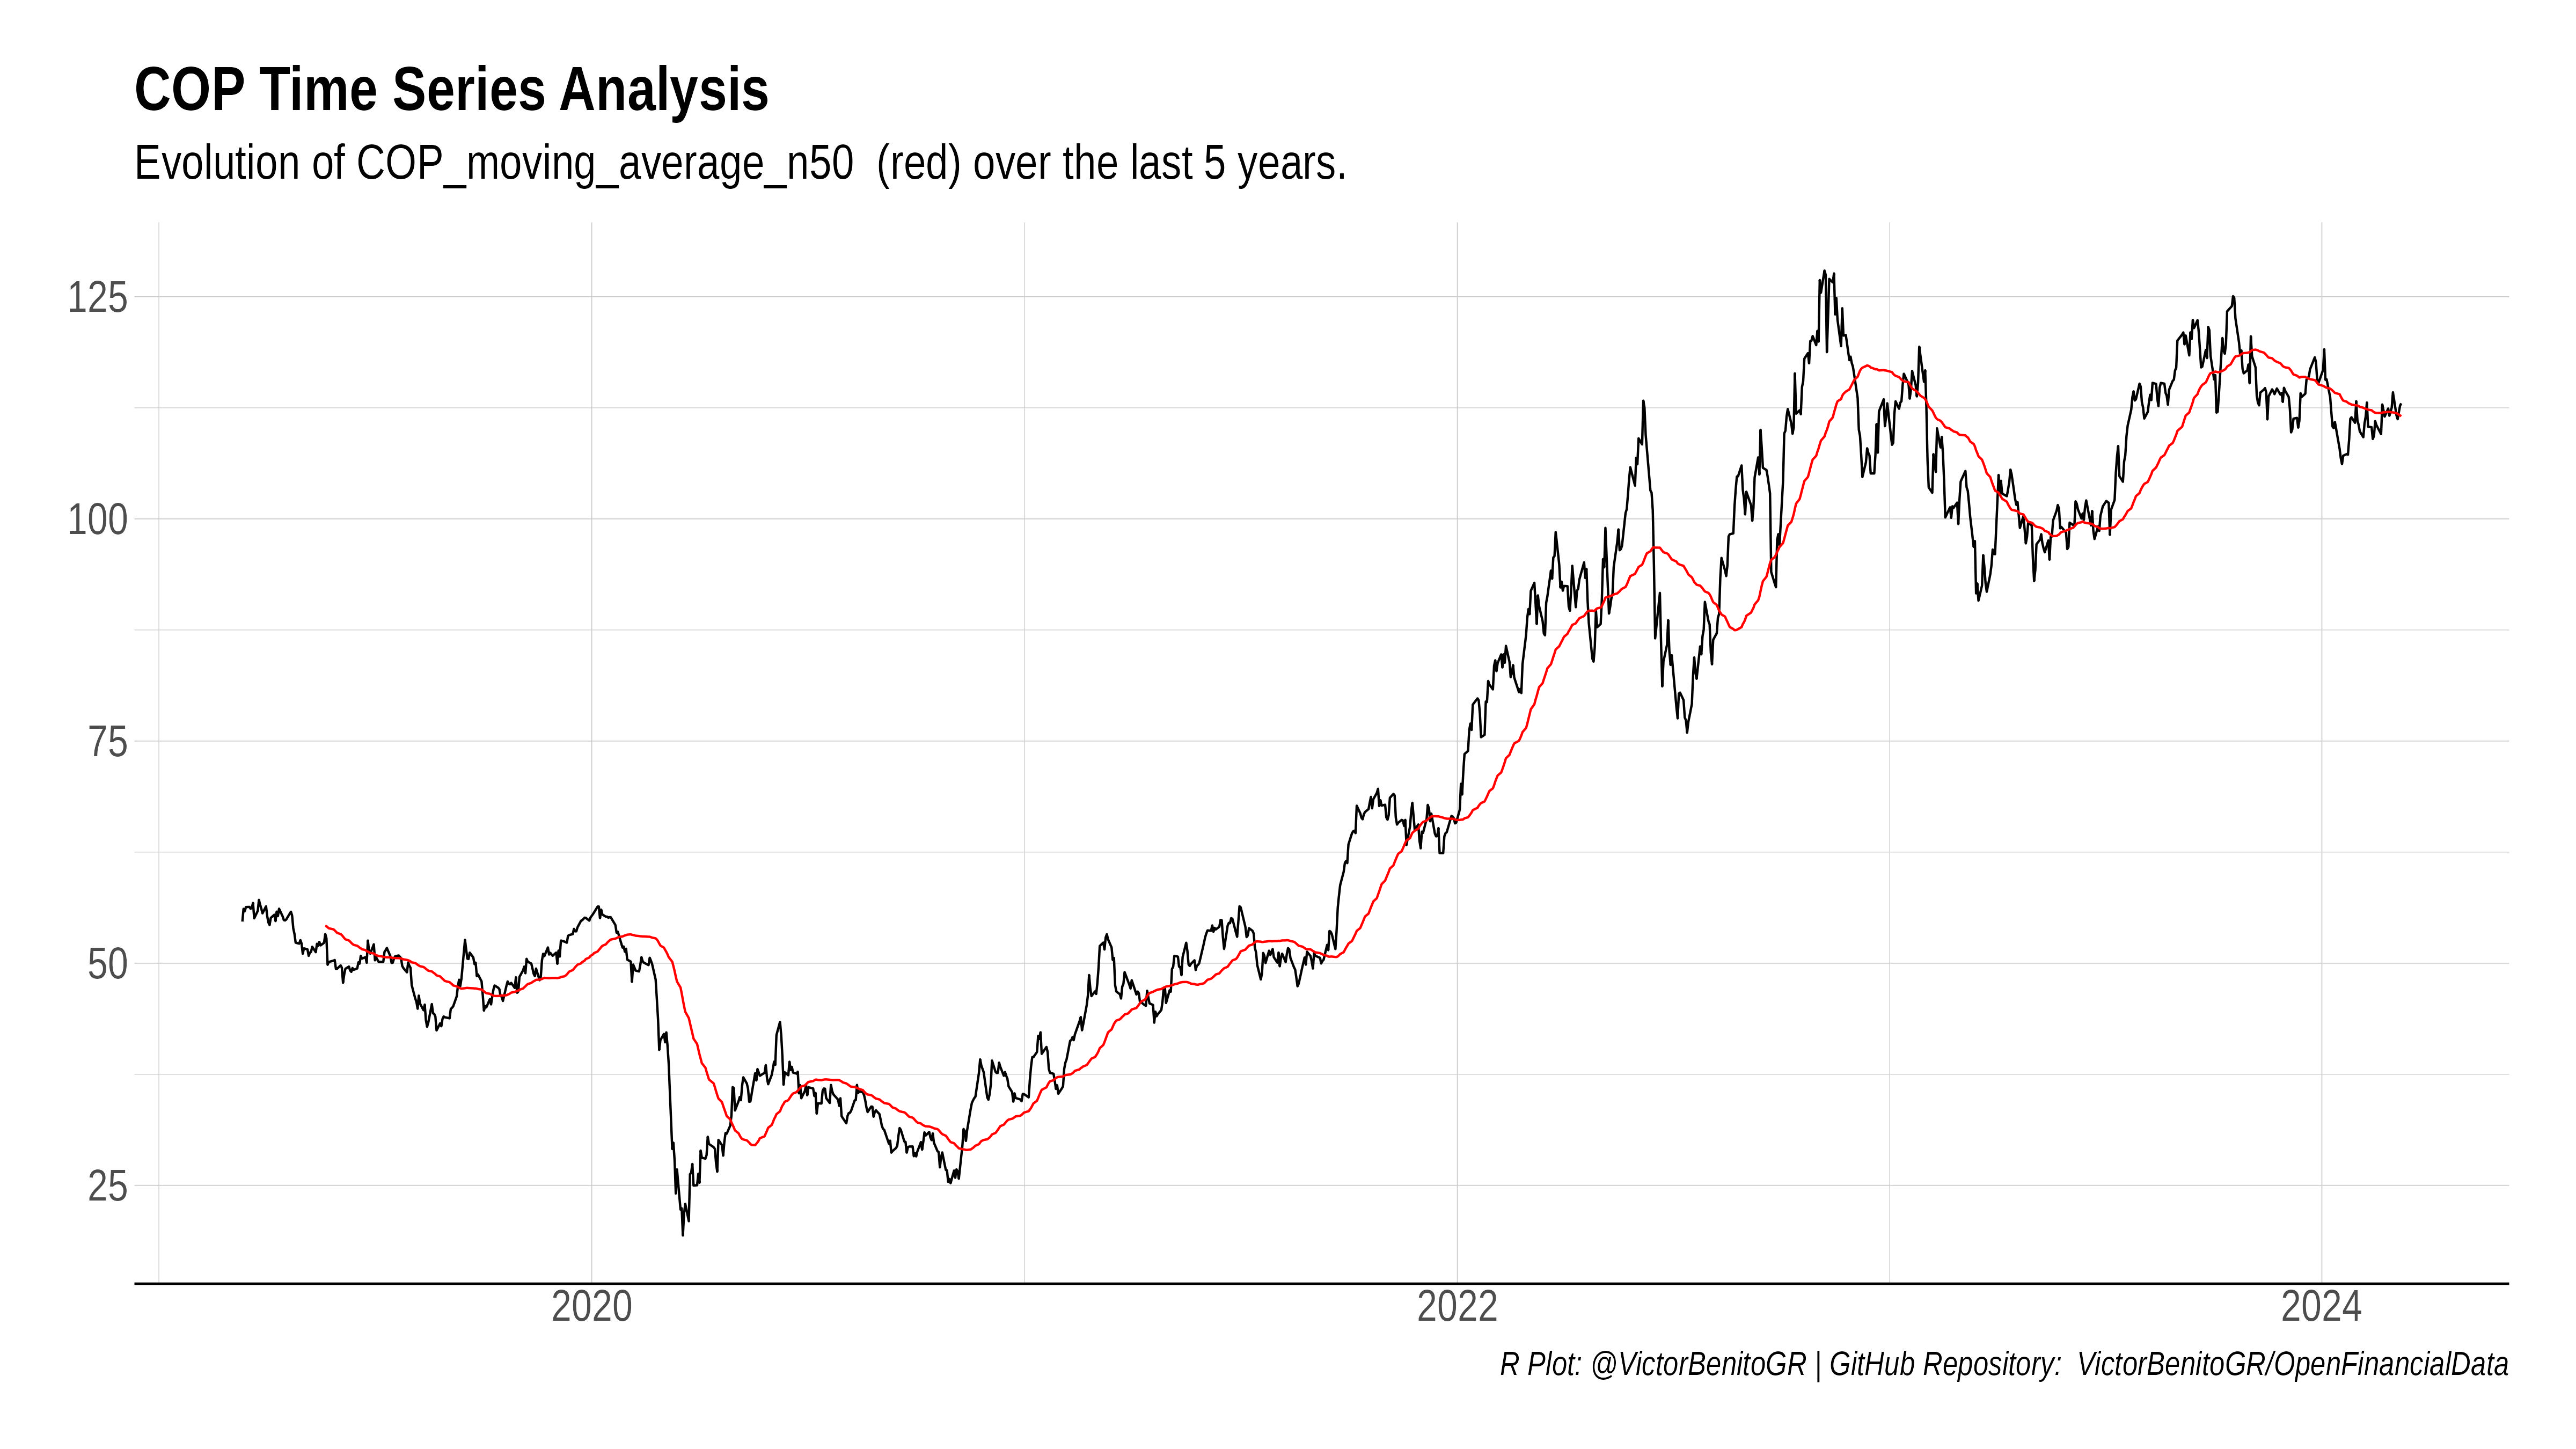 COP Time Series Analysis
Evolution of COP_moving_average_n50  (red) over the last 5 years.
125
100
75
50
25
2020
2022
2024
R Plot: @VictorBenitoGR | GitHub Repository:  VictorBenitoGR/OpenFinancialData